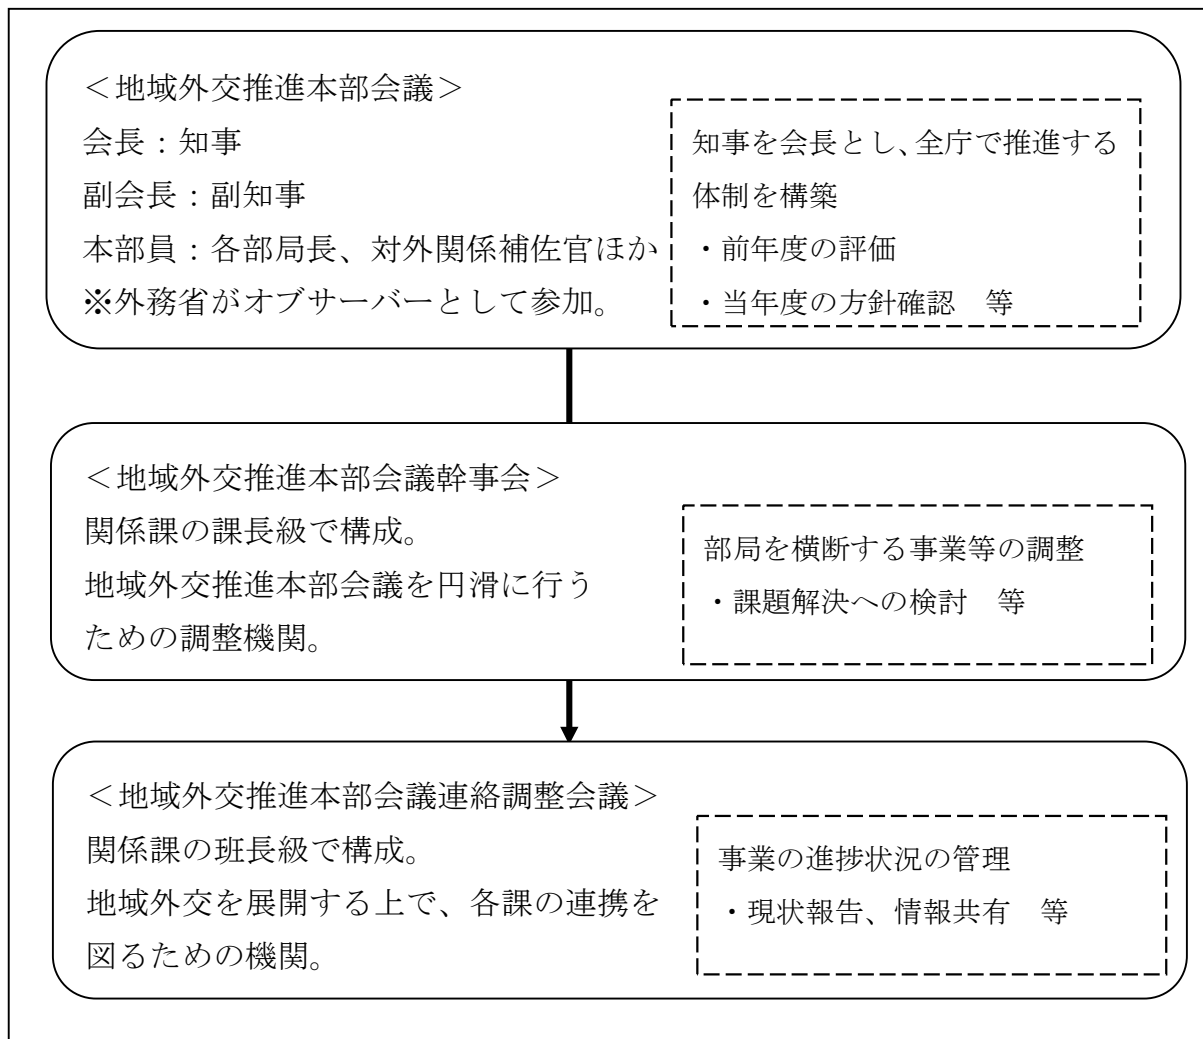 ＜地域外交推進本部会議＞
会長：知事
副会長：副知事
本部員：各部局長、対外関係補佐官ほか
※外務省がオブサーバーとして参加。
知事を会長とし、全庁で推進する
体制を構築
・前年度の評価
・当年度の方針確認　等
＜地域外交推進本部会議幹事会＞
関係課の課長級で構成。
地域外交推進本部会議を円滑に行う
ための調整機関。
部局を横断する事業等の調整
・課題解決への検討　等
＜地域外交推進本部会議連絡調整会議＞
関係課の班長級で構成。
地域外交を展開する上で、各課の連携を
図るための機関。
事業の進捗状況の管理
・現状報告、情報共有　等